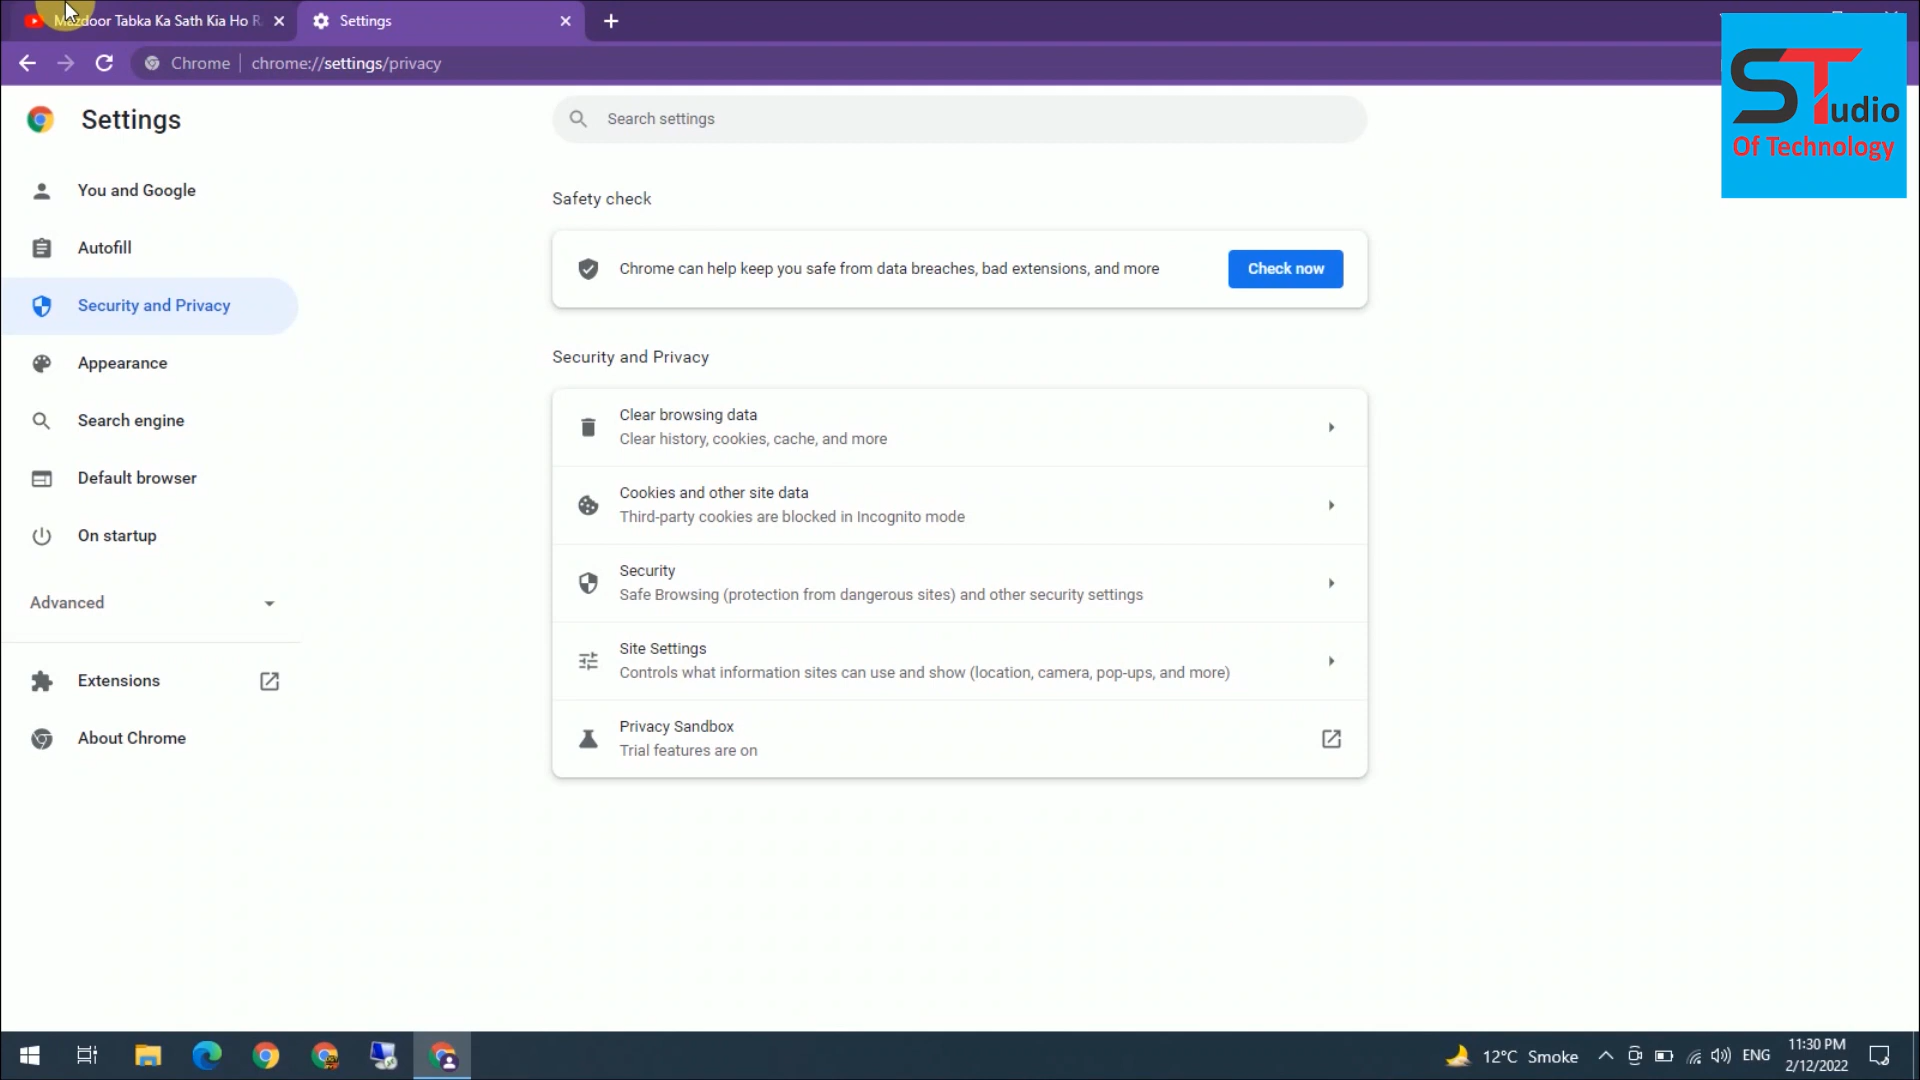 Mazdoor Tabka Ka Sath Kia Ho R
Settings
Chrome
chrome://settings/privacy
STudio
Of Technology
Settings
Search settings
You and Google
Autofill
Security and Privacy
Appearance
Search engine
Default browser
On startup
Advanced
Extensions
About Chrome
Safety check
Chrome can help keep you safe from data breaches, bad extensions, and more
Check now
Security and Privacy
Clear browsing data
Clear history, cookies, cache, and more
Cookies and other site data
Third-party cookies are blocked in Incognito mode
Security
Safe Browsing (protection from dangerous sites) and other security settings
Site Settings
Controls what information sites can use and show (location, camera, pop-ups, and more)
Privacy Sandbox
Trial features are on
12°C Smoke
ENG
11:30 PM
2/12/2022